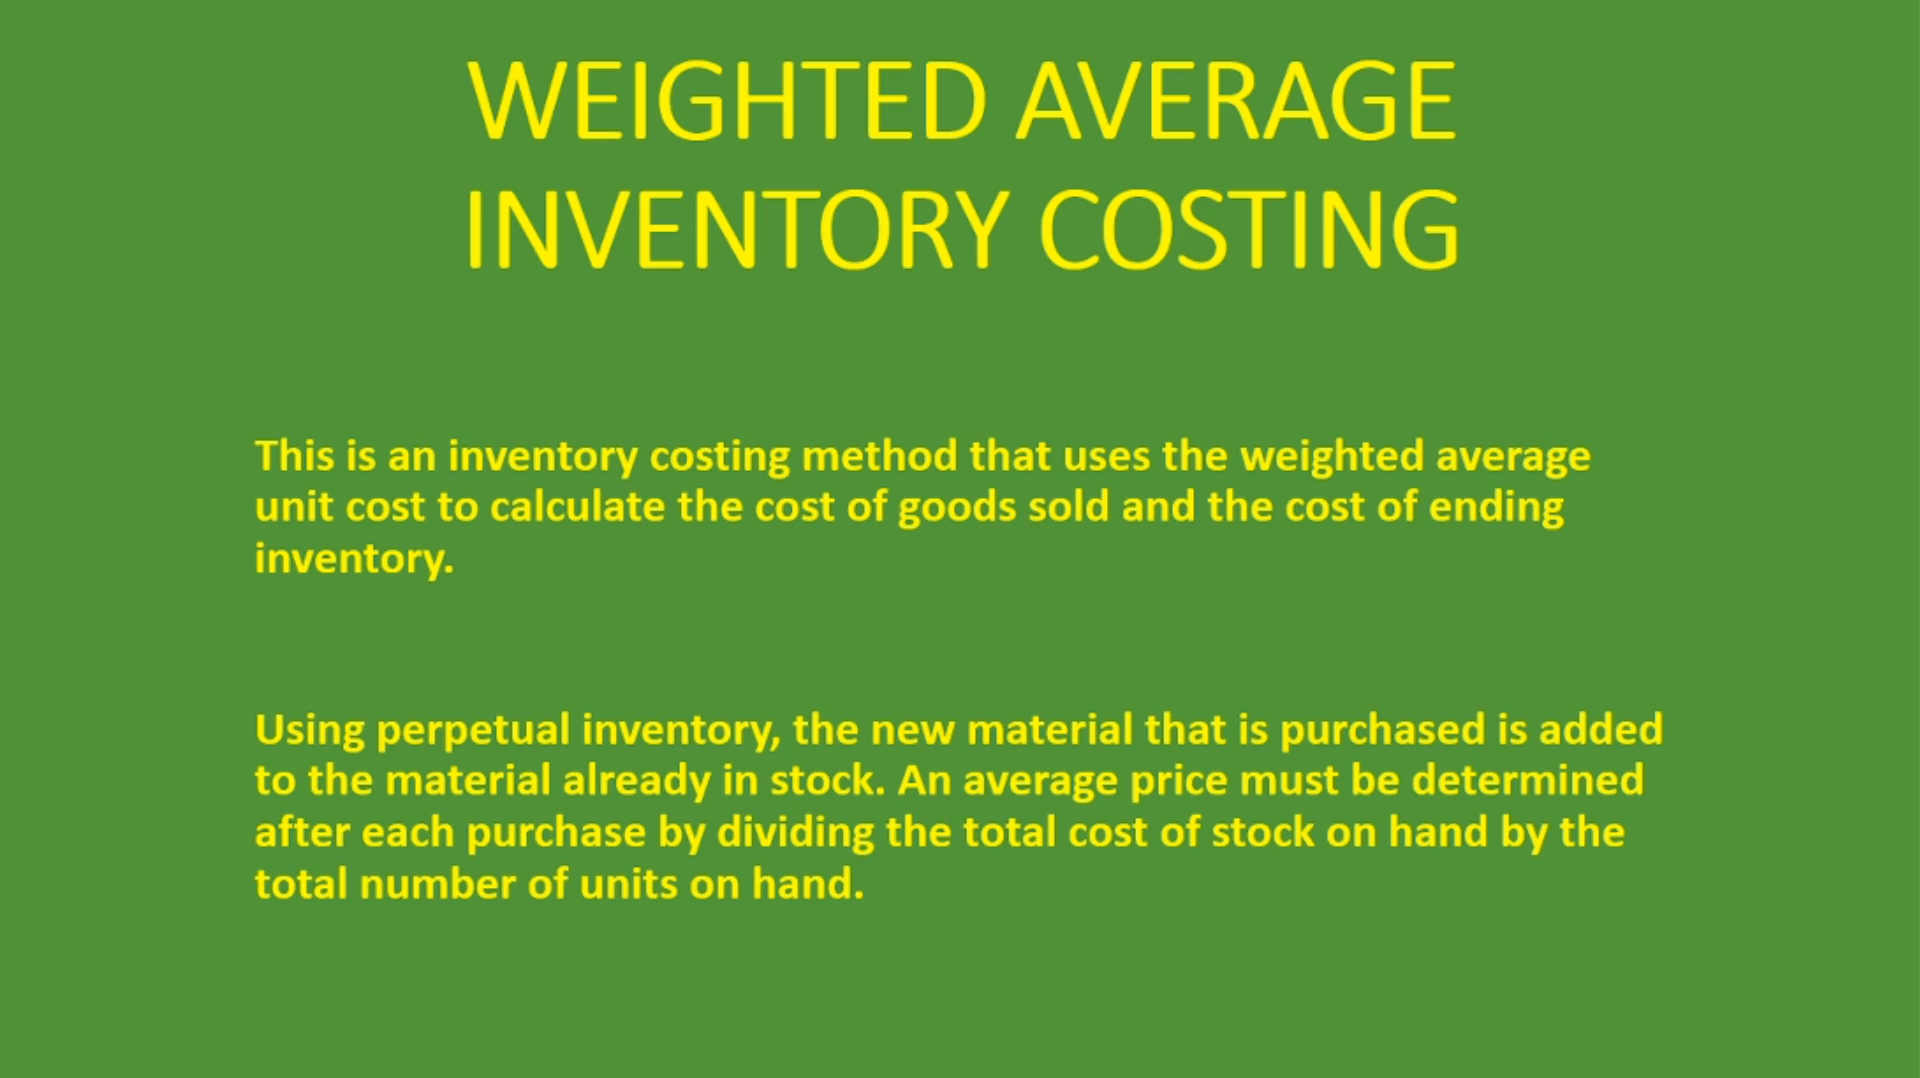 WEIGHTED AVERAGE
INVENTORY COSTING
This is an inventory costing method that uses the weighted average
unit cost to calculate the cost of goods sold and the cost of ending
inventory.
Using perpetual inventory, the new material that is purchased is added
to the material already in stock. An average price must be determined
after each purchase by dividing the total cost of stock on hand by the
total number of units on hand.